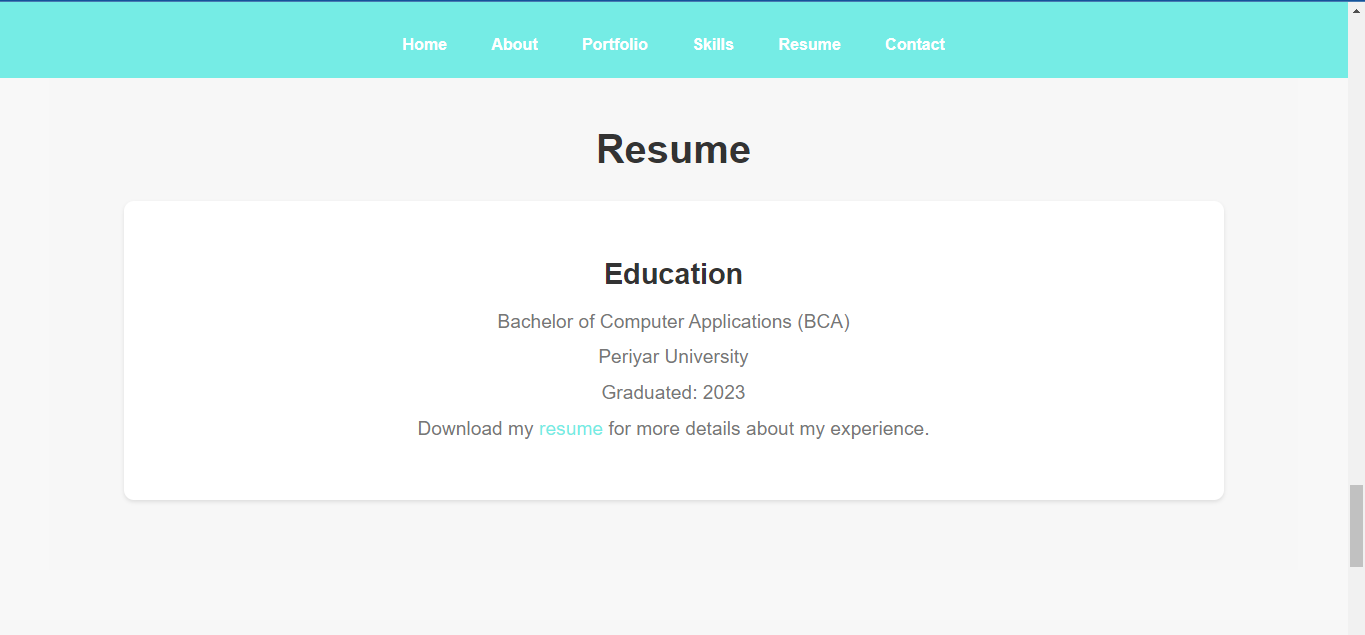 Home About Portfolio Skills Resume Contact
Resume
Education
Bachelor of Computer Applications (BCA)
Periyar University
Graduated: 2023
Download my resume for more details about my experience.